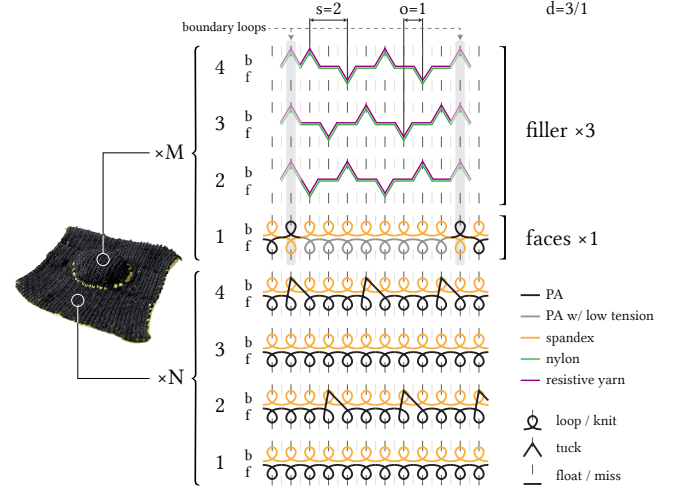 s=2
o=1
d=3/1
boundary loops
4
b
f
3
b
f
filler ×3
×M
2
b
f
1
b
f
faces ×1
4
b
f
PA
PA w/ low tension
3
b
f
spandex
nylon
×N
resistive yarn
2
b
f
loop / knit
tuck
1
b
f
float / miss